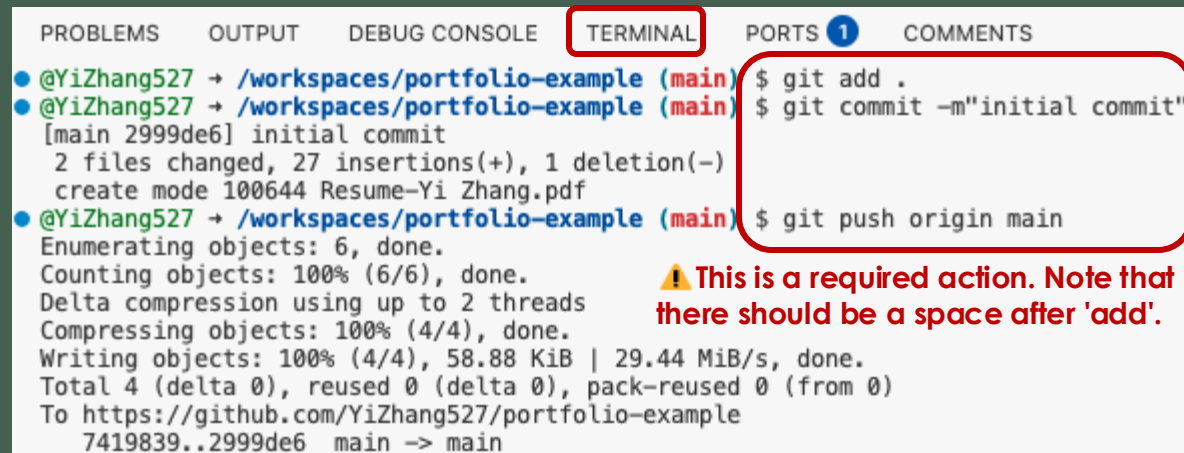 PROBLEMS OUTPUT DEBUG CONSOLE TERMINAL PORTS 1 COMMENTS
@YiZhang527 → /workspaces/portfolio-example (main) $ git add .
@YiZhang527 → /workspaces/portfolio-example (main) $ git commit -m"initial commit"
[main 2999de6] initial commit
2 files changed, 27 insertions(+), 1 deletion(-)
create mode 100644 Resume-Yi Zhang.pdf
@YiZhang527 → /workspaces/portfolio-example (main) $ git push origin main
Enumerating objects: 6, done.
Counting objects: 100% (6/6), done.
Delta compression using up to 2 threads
Compressing objects: 100% (4/4), done.
Writing objects: 100% (4/4), 58.88 KiB | 29.44 MiB/s, done.
Total 4 (delta 0), reused 0 (delta 0), pack-reused 0 (from 0)
To https://github.com/YiZhang527/portfolio-example
7419839..2999de6 main -> main
⚠️ This is a required action. Note that
there should be a space after 'add'.